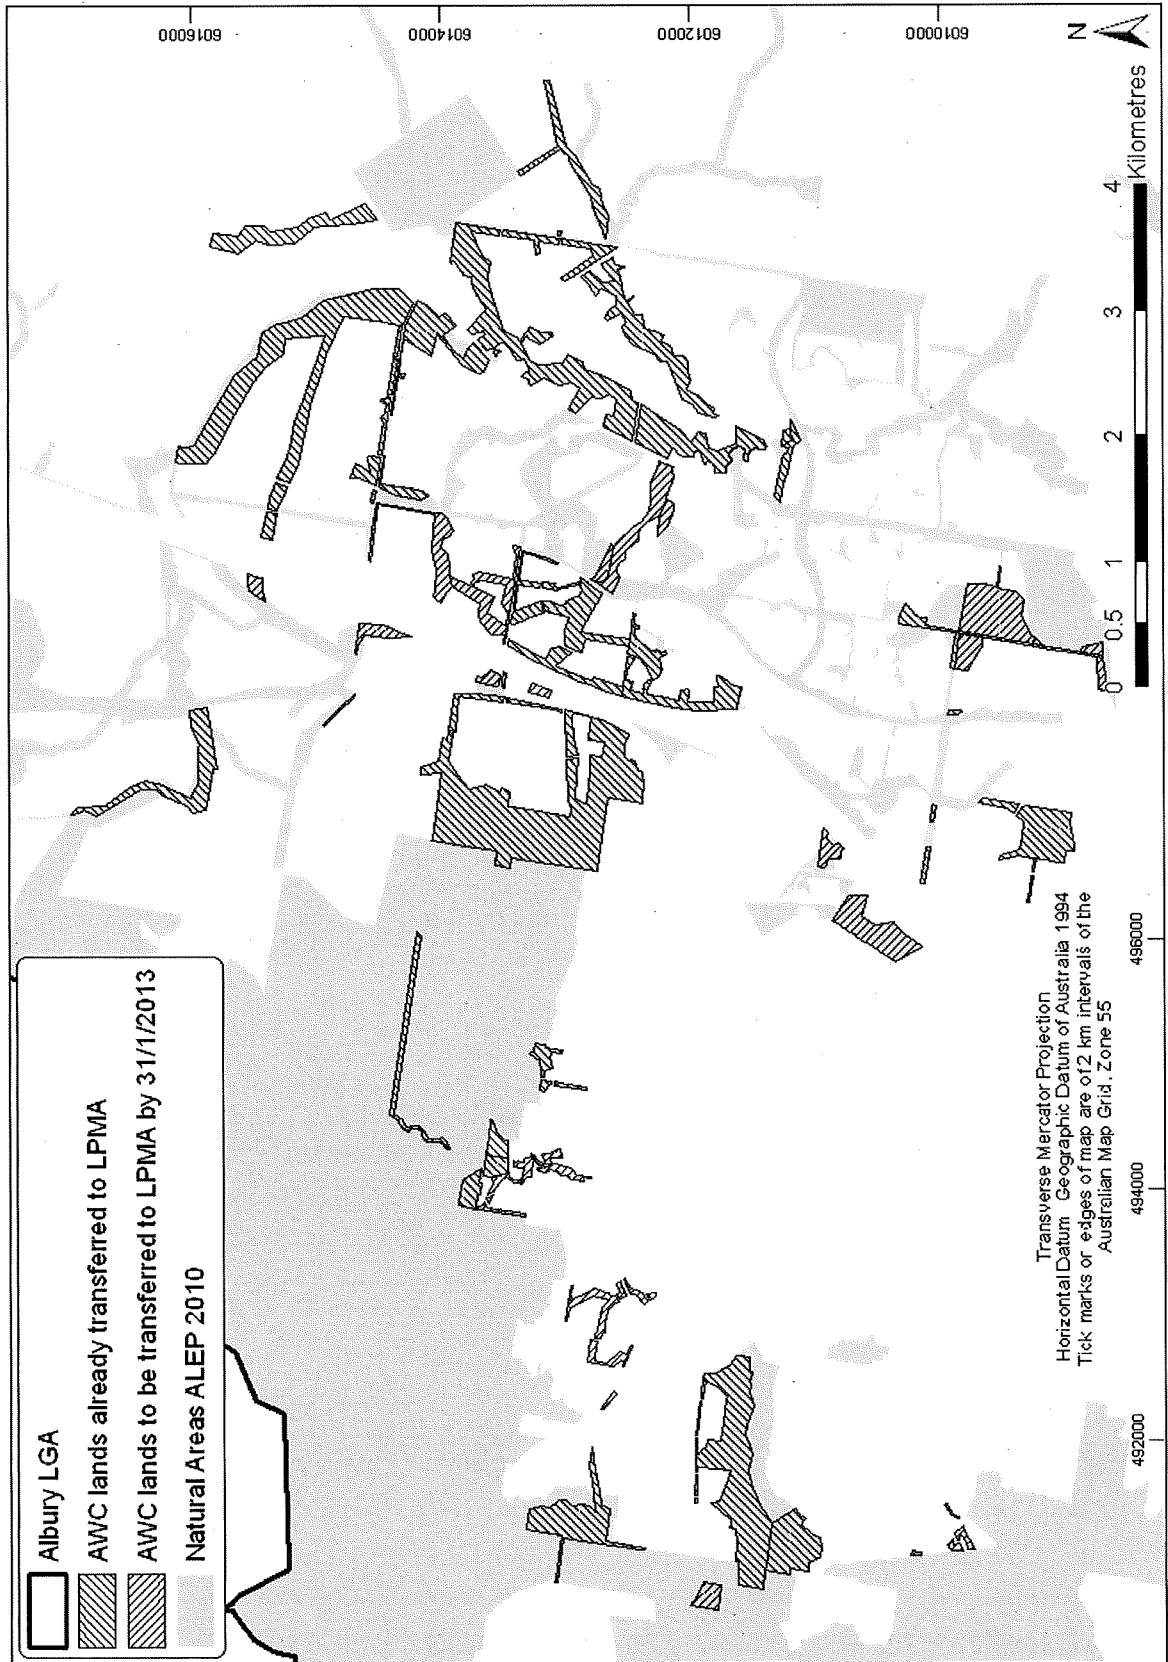 Albury LGA
AWC lands already transferred to LPMA
AWC lands to be transferred to LPMA by 31/1/2013
Natural Areas ALEP 2010
6016000
6014000
6012000
6010000
492000
494000
496000
Transverse Mercator Projection
Horizontal Datum Geographic Datum of Australia 1994
Tick marks or edges of map are of 2 km intervals of the
Australian Map Grid, Zone 55
0 0.5 1 2 3 4
Kilometres
N